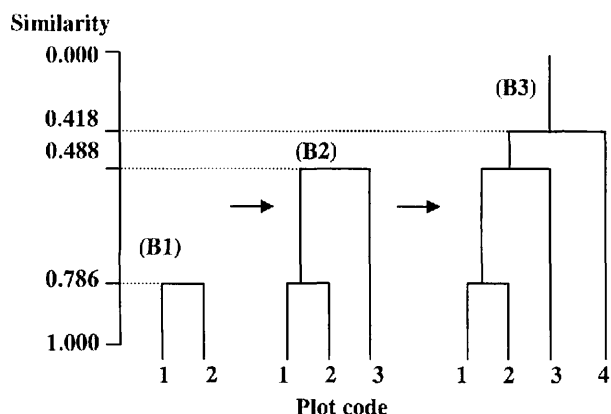 Similarity
0.000
(B3)
0.418
0.488
(B2)
(B1)
0.786
1.000
1 2 1 2 3 1 2 3 4
Plot code